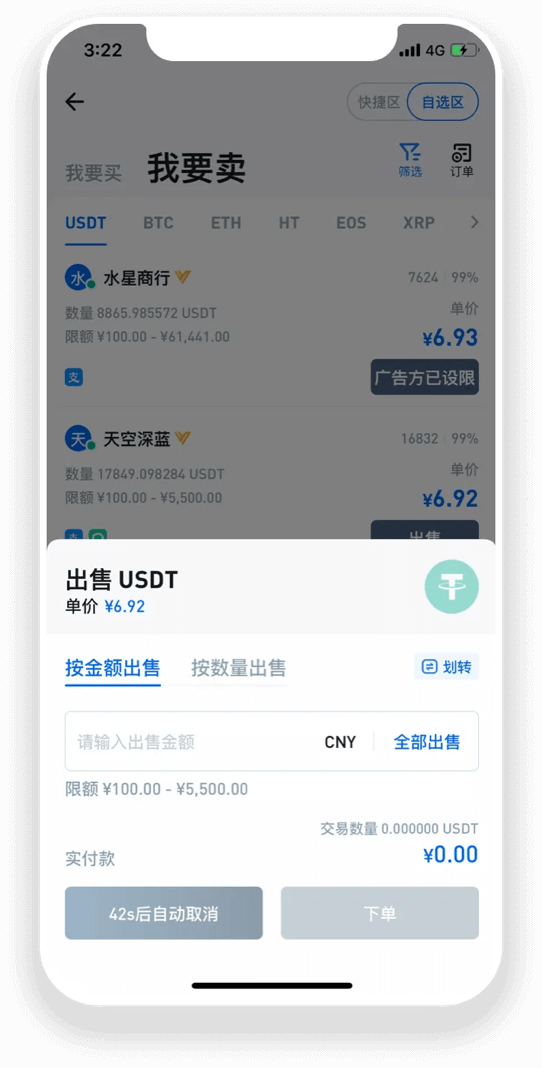 3:22 4G
快捷区 自选区
我要买 我要卖 筛选 订单
USDT BTC ETH HT EOS XRP
水 水星商行 7624 99%
数量 8865.985572 USDT 单价
限额 ¥100.00 - ¥61,441.00 ¥6.93
支 广告方已设限
天 天空深蓝 16832 99%
数量 17849.098284 USDT 单价
限额 ¥100.00 - ¥5,500.00 ¥6.92
支 出售
出售 USDT
单价 ¥6.92
按金额出售 按数量出售 划转
请输入出售金额 CNY 全部出售
限额 ¥100.00 - ¥5,500.00
交易数量 0.000000 USDT
实付款 ¥0.00
42s后自动取消 下单